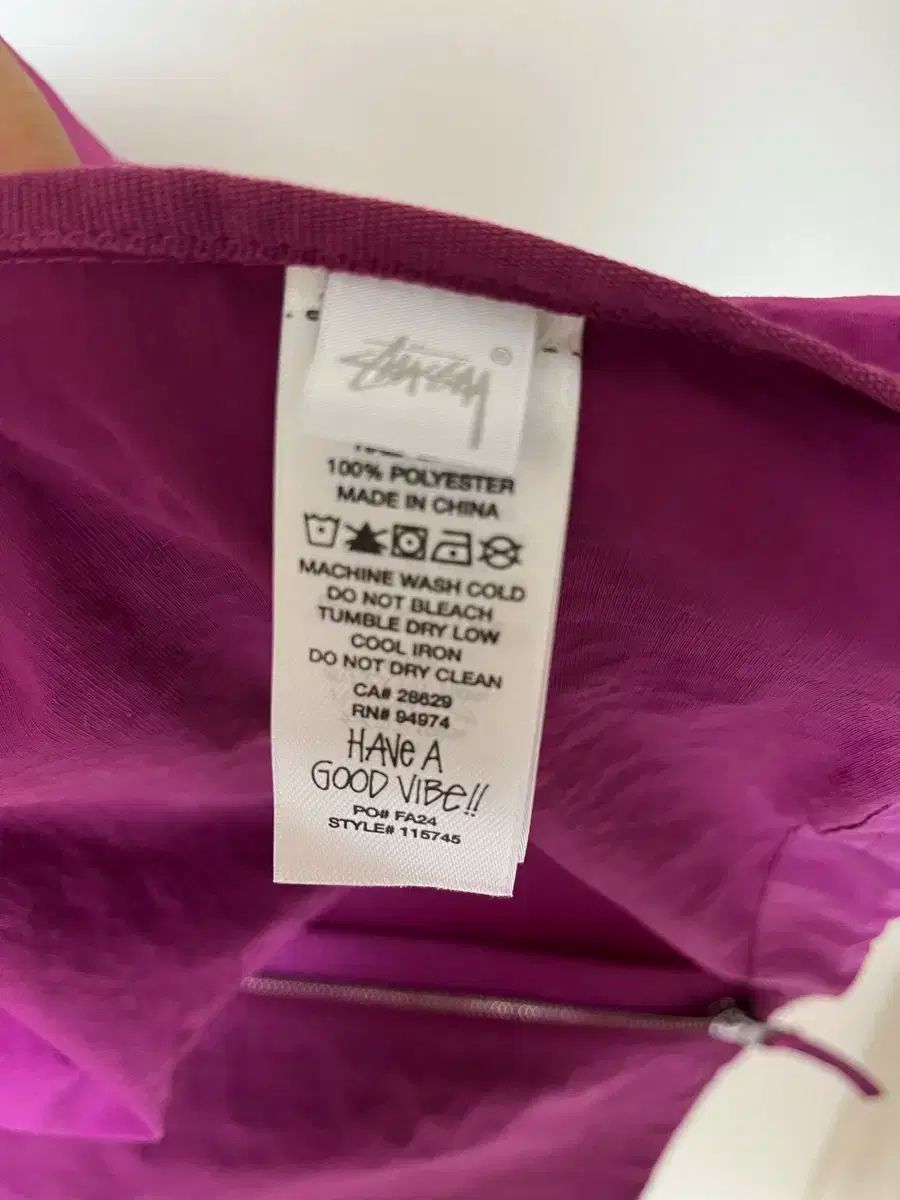 STÜSSY ®
100% POLYESTER
MADE IN CHINA
MACHINE WASH COLD
DO NOT BLEACH
TUMBLE DRY LOW
COOL IRON
DO NOT DRY CLEAN
CA# 28629
RN# 94974
HAVE A
GOOD VIBE!!
PO# FA24
STYLE# 115745